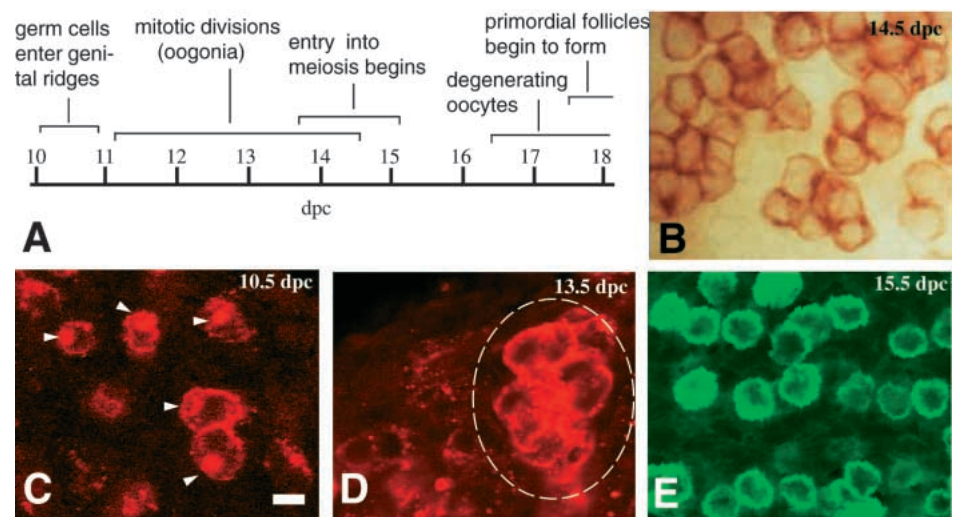 germ cells
enter geni-
tal ridges
mitotic divisions
(oogonia)
entry into
meiosis begins
primordial follicles
begin to form
degenerating
oocytes
10 11 12 13 14 15 16 17 18
dpc
A
14.5 dpc
B
10.5 dpc
C
13.5 dpc
D
15.5 dpc
E